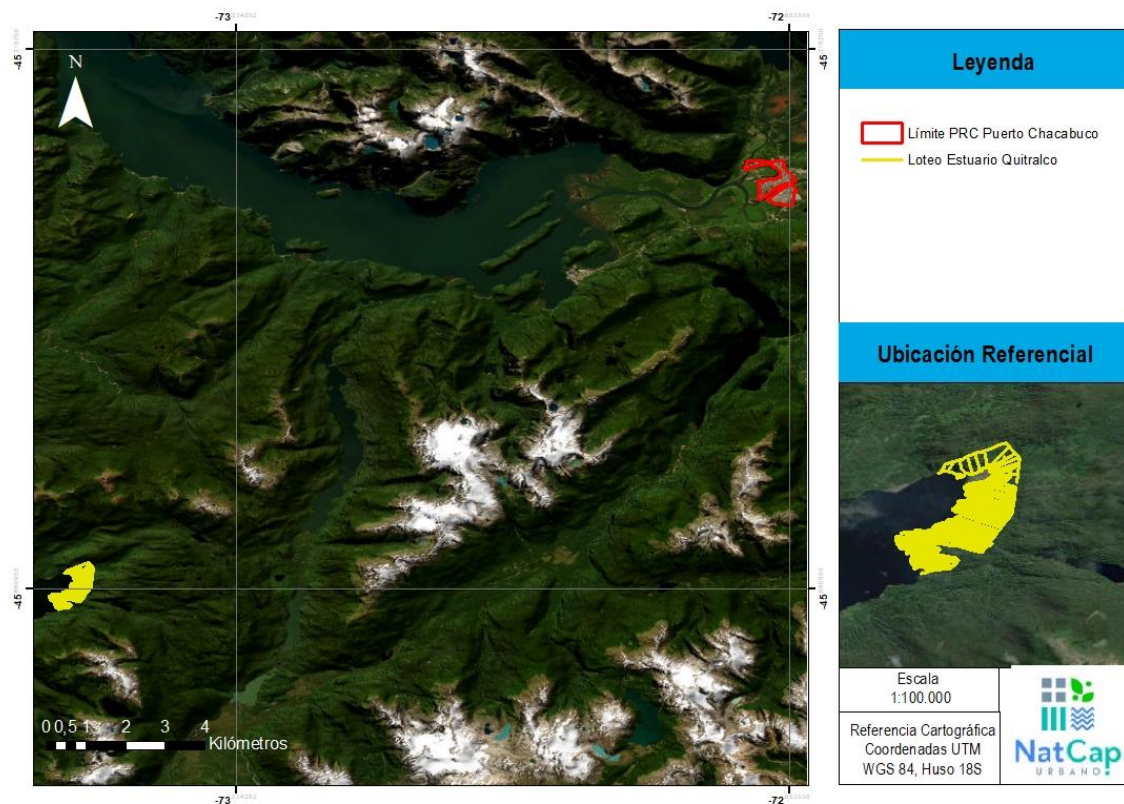 -73
-72
-45
-45
N
-45
-45
0 0,5 1 2 3 4
Kilómetros
-73
-72
Leyenda
Límite PRC Puerto Chacabuco
Loteo Estuario Quitralco
Ubicación Referencial
Escala
1:100.000
Referencia Cartográfica
Coordenadas UTM
WGS 84, Huso 18S
NatCap
URBANO